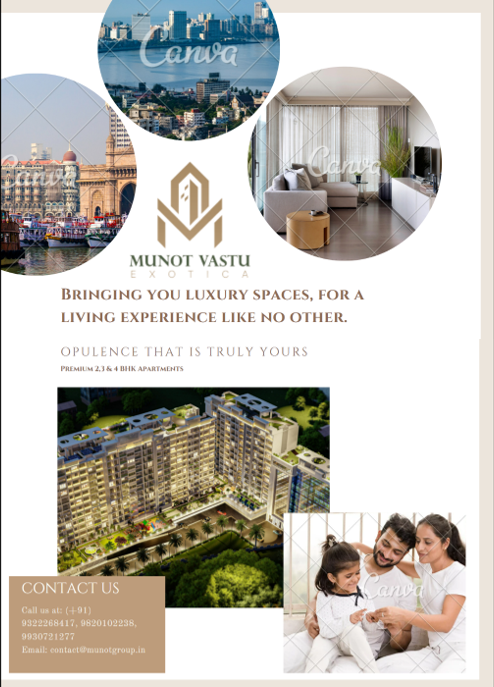 Canva
Canva
Canva
MUNOT VASTU
EXOTICA
BRINGING YOU LUXURY SPACES, FOR A
LIVING EXPERIENCE LIKE NO OTHER.
OPULENCE THAT IS TRULY YOURS
PREMIUM 2,3 & 4 BHK APARTMENTS
Canva
CONTACT US
Call us at: (+91)
9322268417, 9820102238,
9930721277
Email: contact@munotgroup.in